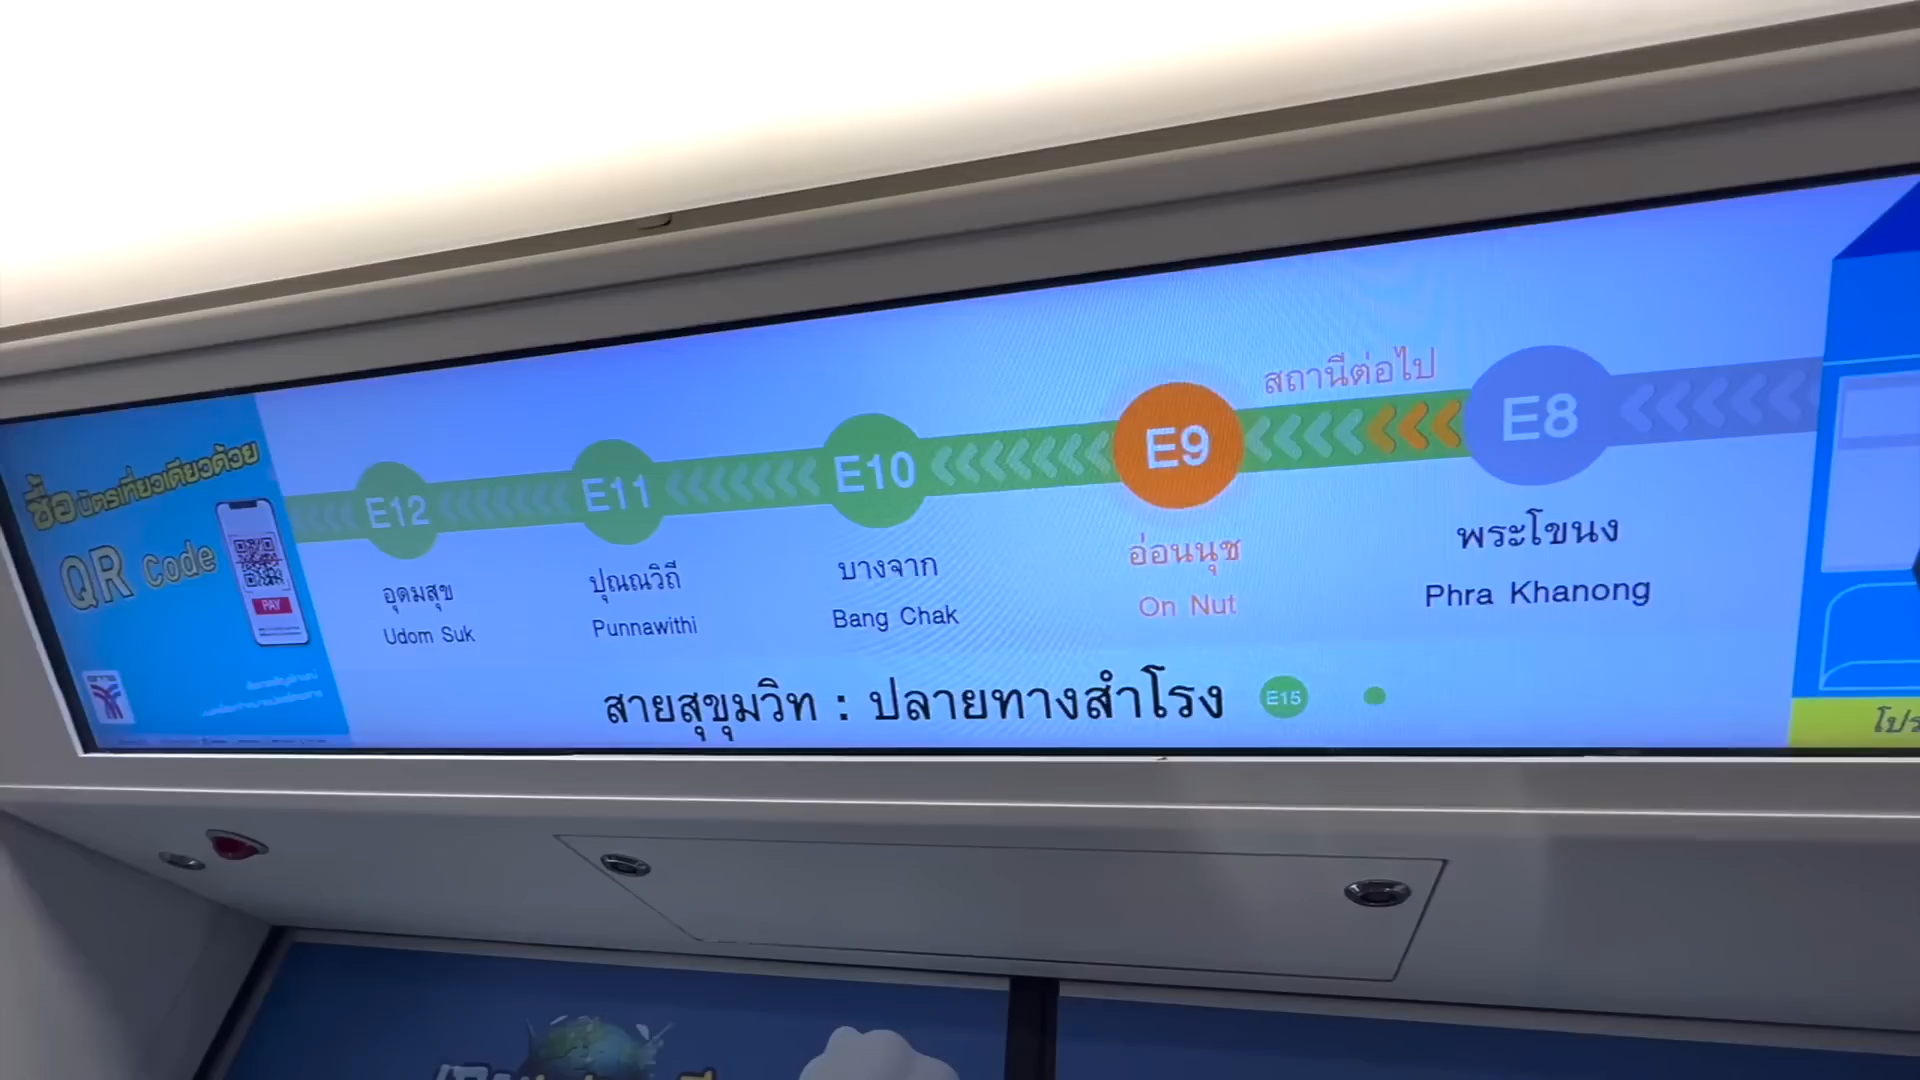 ซื้อบัตรเที่ยวเดียวด้วย
QR Code
PAY
สถานีต่อไป
E12
E11
E10
E9
E8
อุดมสุข
Udom Suk
ปุณณวิถี
Punnawithi
บางจาก
Bang Chak
อ่อนนุช
On Nut
พระโขนง
Phra Khanong
สายสุขุมวิท : ปลายทางสำโรง E15